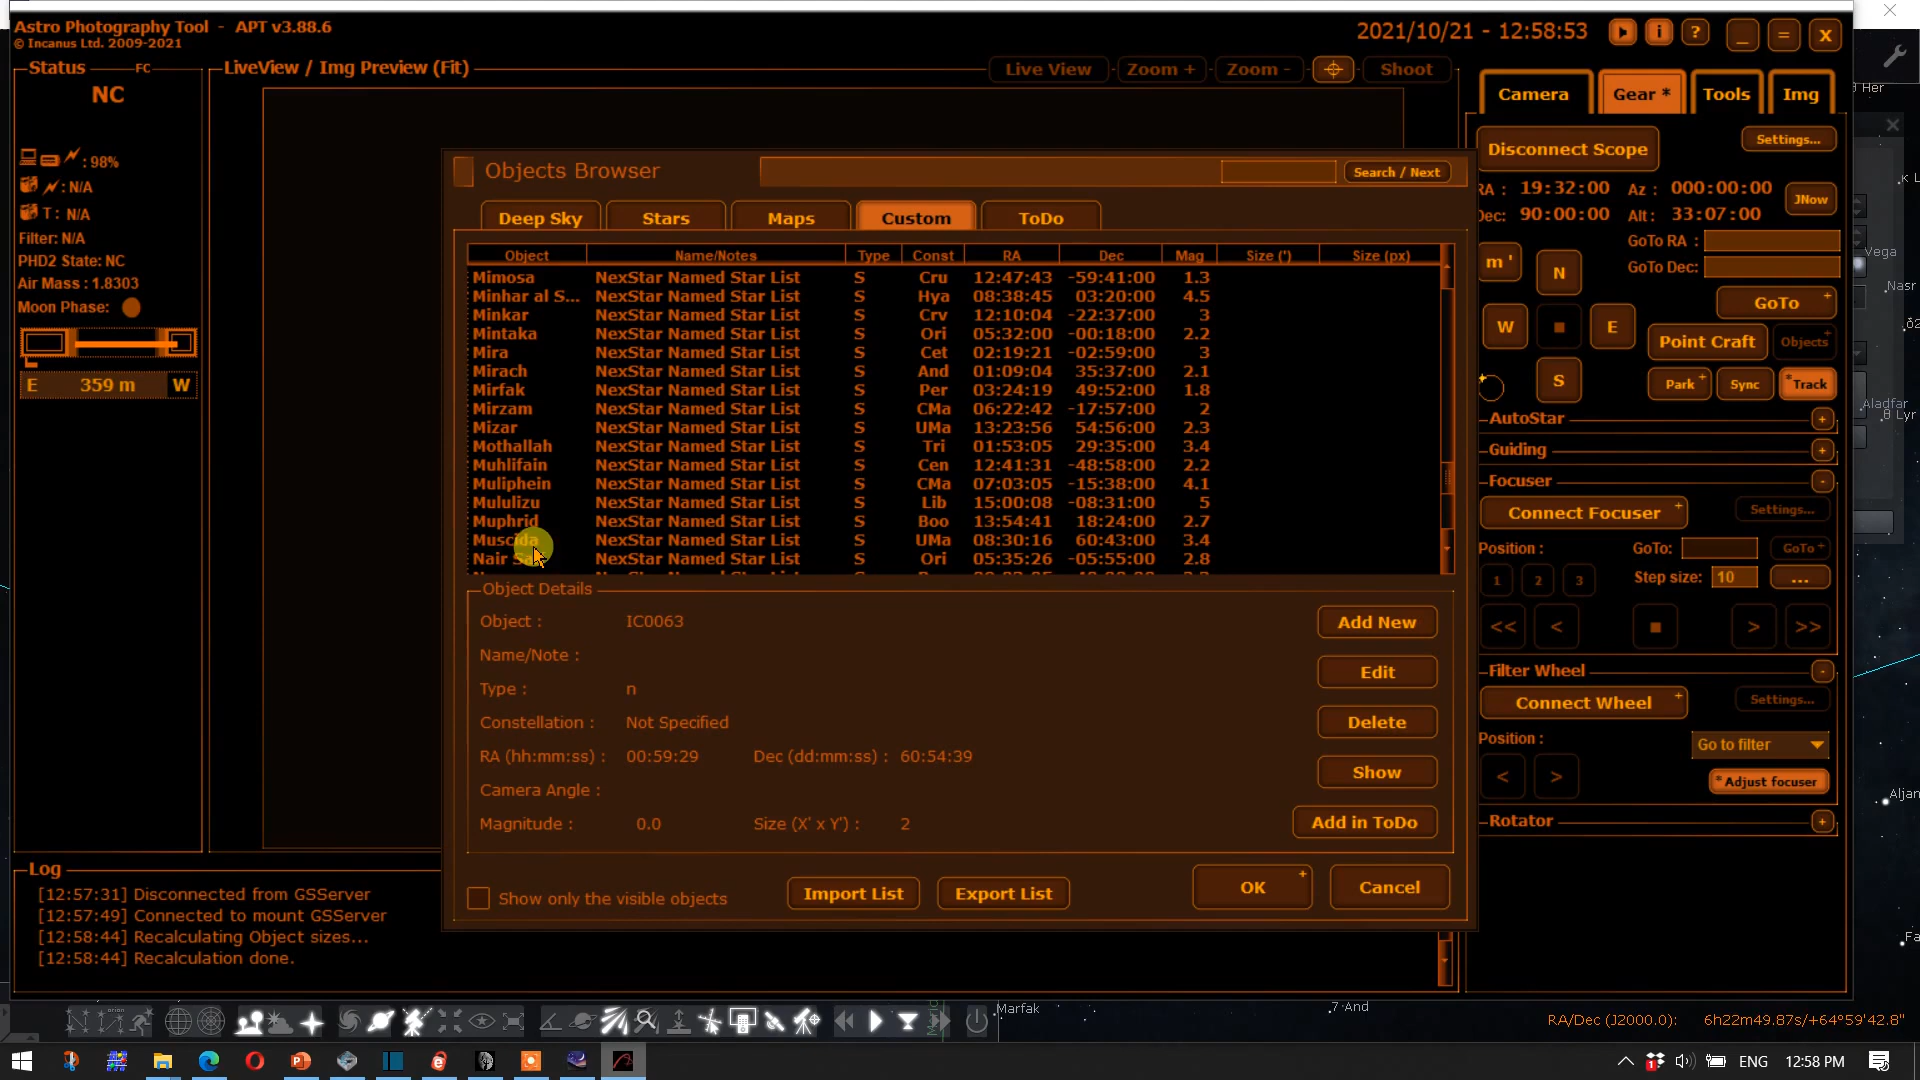 Astro Photography Tool - APT v3.88.6
© Incanus Ltd. 2009-2021
2021/10/21 - 12:58:53
i
?
_
=
X
Status
FC
NC
: 98%
: N/A
T : N/A
Filter: N/A
PHD2 State: NC
Air Mass : 1.8303
Moon Phase:
E 359 m W
LiveView / Img Preview (Fit)
Live View
Zoom +
Zoom -
Shoot
Objects Browser
Search / Next
Deep Sky
Stars
Maps
Custom
ToDo
Object Name/Notes Type Const RA Dec Mag Size (') Size (px)
Mimosa NexStar Named Star List S Cru 12:47:43 -59:41:00 1.3
Minhar al S... NexStar Named Star List S Hya 08:38:45 03:20:00 4.5
Minkar NexStar Named Star List S Crv 12:10:04 -22:37:00 3
Mintaka NexStar Named Star List S Ori 05:32:00 -00:18:00 2.2
Mira NexStar Named Star List S Cet 02:19:21 -02:59:00 3
Mirach NexStar Named Star List S And 01:09:04 35:37:00 2.1
Mirfak NexStar Named Star List S Per 03:24:19 49:52:00 1.8
Mirzam NexStar Named Star List S CMa 06:22:42 -17:57:00 2
Mizar NexStar Named Star List S UMa 13:23:56 54:56:00 2.3
Mothallah NexStar Named Star List S Tri 01:53:05 29:35:00 3.4
Muhlifain NexStar Named Star List S Cen 12:41:31 -48:58:00 2.2
Muliphein NexStar Named Star List S CMa 07:03:05 -15:38:00 4.1
Mululizu NexStar Named Star List S Lib 15:00:08 -08:31:00 5
Muphrid NexStar Named Star List S Boo 13:54:41 18:24:00 2.7
Muscida NexStar Named Star List S UMa 08:30:16 60:43:00 3.4
Nair NexStar Named Star List S Ori 05:35:26 -05:55:00 2.8
Object Details
Object : IC0063
Name/Note :
Type : n
Constellation : Not Specified
RA (hh:mm:ss) : 00:59:29 Dec (dd:mm:ss) : 60:54:39
Camera Angle :
Magnitude : 0.0 Size (X' x Y') : 2
Add New
Edit
Delete
Show
Add in ToDo
Show only the visible objects
Import List
Export List
OK +
Cancel
Camera
Gear *
Tools
Img
Disconnect Scope
Settings...
RA : 19:32:00 Az : 000:00:00
Dec: 90:00:00 Alt : 33:07:00
JNow
GoTo RA :
GoTo Dec:
m '
N
W
E
S
GoTo +
Point Craft
Objects +
Park +
Sync
* Track
AutoStar +
Guiding +
Focuser -
Connect Focuser +
Settings...
Position : GoTo: GoTo +
1 2 3 Step size: 10 ...
<< < > >>
Filter Wheel -
Connect Wheel +
Settings...
Position : Go to filter
< > * Adjust focuser
Rotator +
Log
[12:57:31] Disconnected from GSServer
[12:57:49] Connected to mount GSServer
[12:58:44] Recalculating Object sizes...
[12:58:44] Recalculation done.
Her
Vega
Nasr
Aladfar
θ Lyr
Aljan
Fa
Marfak
7 And
RA/Dec (J2000.0): 6h22m49.87s/+64°59'42.8"
ENG
12:58 PM